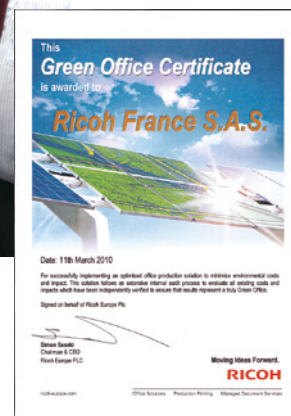 This
Green Office Certificate
is awarded to
Ricoh France S.A.S.
Date: 11th March 2010
For successfully implementing an optimised office production solution to minimise environmental costs
and impact. This solution follows an extensive internal audit process to evaluate all existing costs and
impacts which have been independently verified to ensure that results represent a truly Green Office.
Signed on behalf of Ricoh Europe Plc
Simon Sasaki
Chairman & CEO
Ricoh Europe PLC
Moving Ideas Forward.
RICOH
ricoh-europe.com
Office Solutions Production Printing Managed Document Services